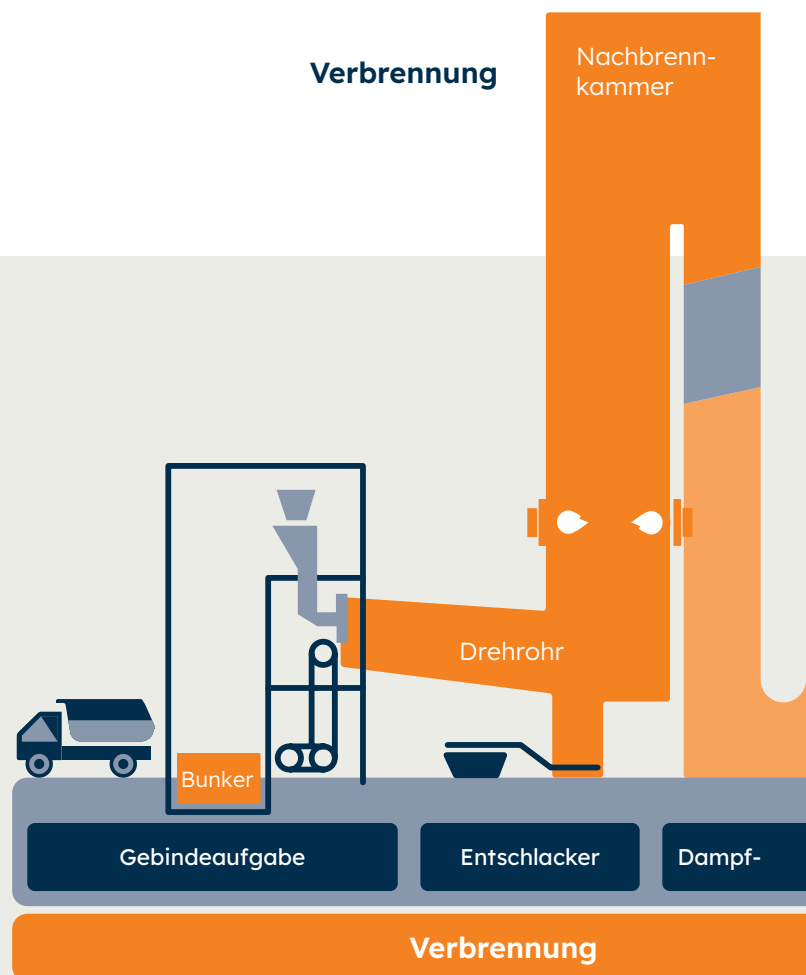 Verbrennung
Nachbrenn-
kammer
Drehrohr
Bunker
Gebindeaufgabe
Entschlacker
Dampf-
Verbrennung